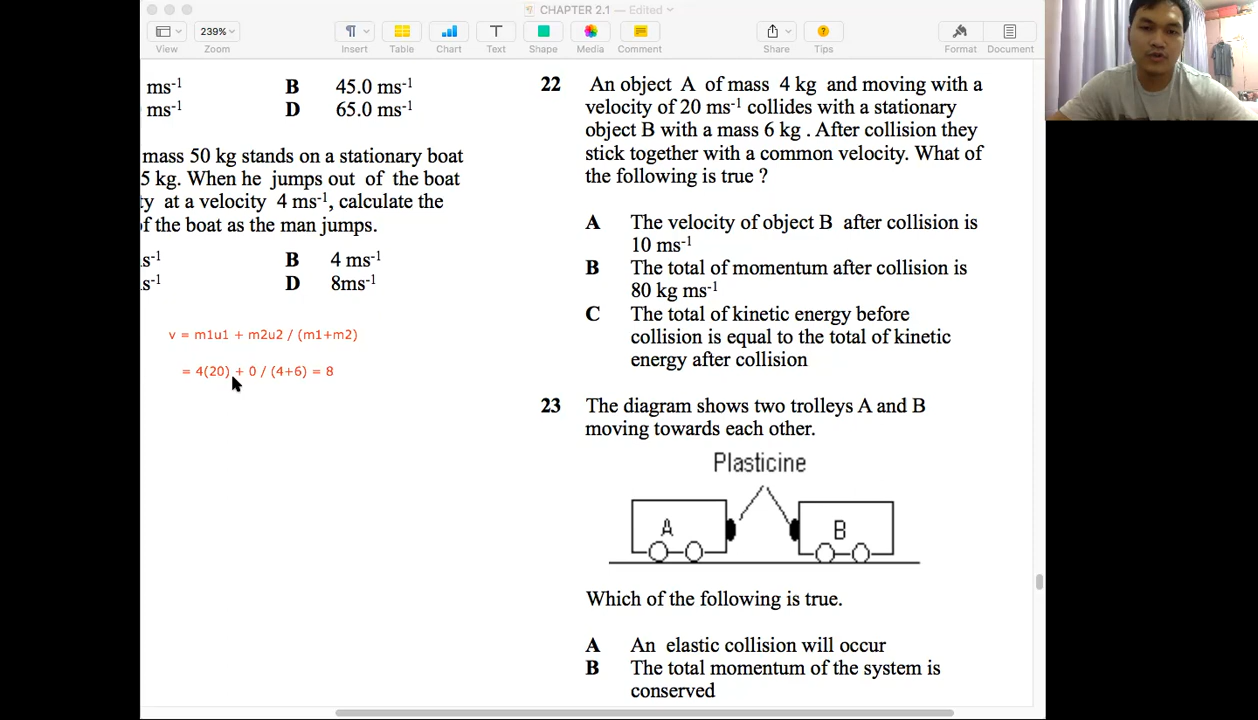 CHAPTER 2.1 — Edited
239%
View
Zoom
Insert
Table
Chart
Text
Shape
Media
Comment
Share
Tips
Format
Document
ms-1 B 45.0 ms-1
ms-1 D 65.0 ms-1
mass 50 kg stands on a stationary boat
5 kg. When he jumps out of the boat
ty at a velocity 4 ms-1, calculate the
of the boat as the man jumps.
s-1 B 4 ms-1
s-1 D 8ms-1
v = m1u1 + m2u2 / (m1+m2)
= 4(20) + 0 / (4+6) = 8
22 An object A of mass 4 kg and moving with a
velocity of 20 ms-1 collides with a stationary
object B with a mass 6 kg . After collision they
stick together with a common velocity. What of
the following is true ?
A The velocity of object B after collision is
10 ms-1
B The total of momentum after collision is
80 kg ms-1
C The total of kinetic energy before
collision is equal to the total of kinetic
energy after collision
23 The diagram shows two trolleys A and B
moving towards each other.
Plasticine
A
B
Which of the following is true.
A An elastic collision will occur
B The total momentum of the system is
conserved